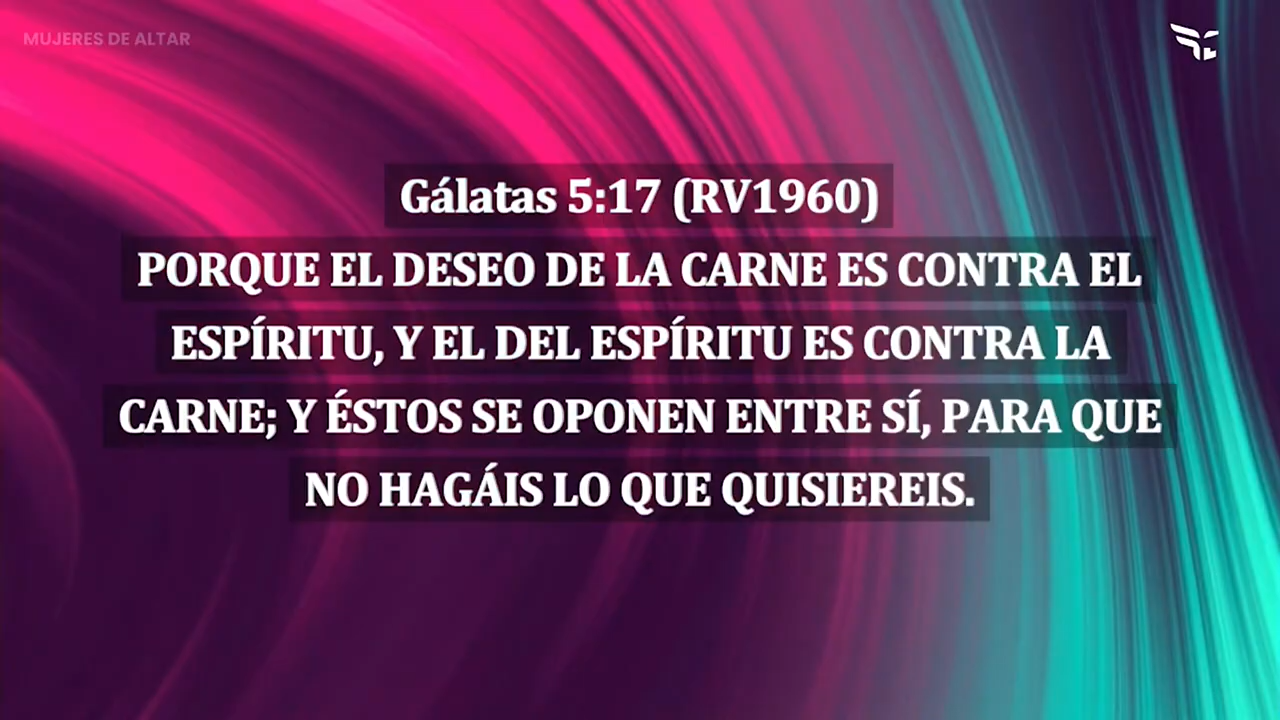 MUJERES DE ALTAR
Gálatas 5:17 (RV1960)
PORQUE EL DESEO DE LA CARNE ES CONTRA EL
ESPÍRITU, Y EL DEL ESPÍRITU ES CONTRA LA
CARNE; Y ÉSTOS SE OPONEN ENTRE SÍ, PARA QUE
NO HAGÁIS LO QUE QUISIEREIS.